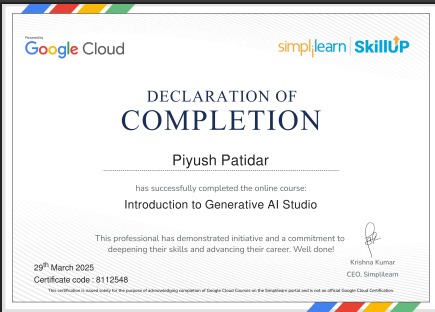 Powered by
Google Cloud
simplilearn | SkillUP
DECLARATION OF
COMPLETION
Piyush Patidar
has successfully completed the online course:
Introduction to Generative AI Studio
This professional has demonstrated initiative and a commitment to
deepening their skills and advancing their career. Well done!
29th March 2025
Certificate code : 8112548
Krishna Kumar
CEO, Simplilearn
This certification is issued solely for the purpose of acknowledging completion of Google Cloud Courses on the Simplilearn portal and is not an official Google Cloud Certification.